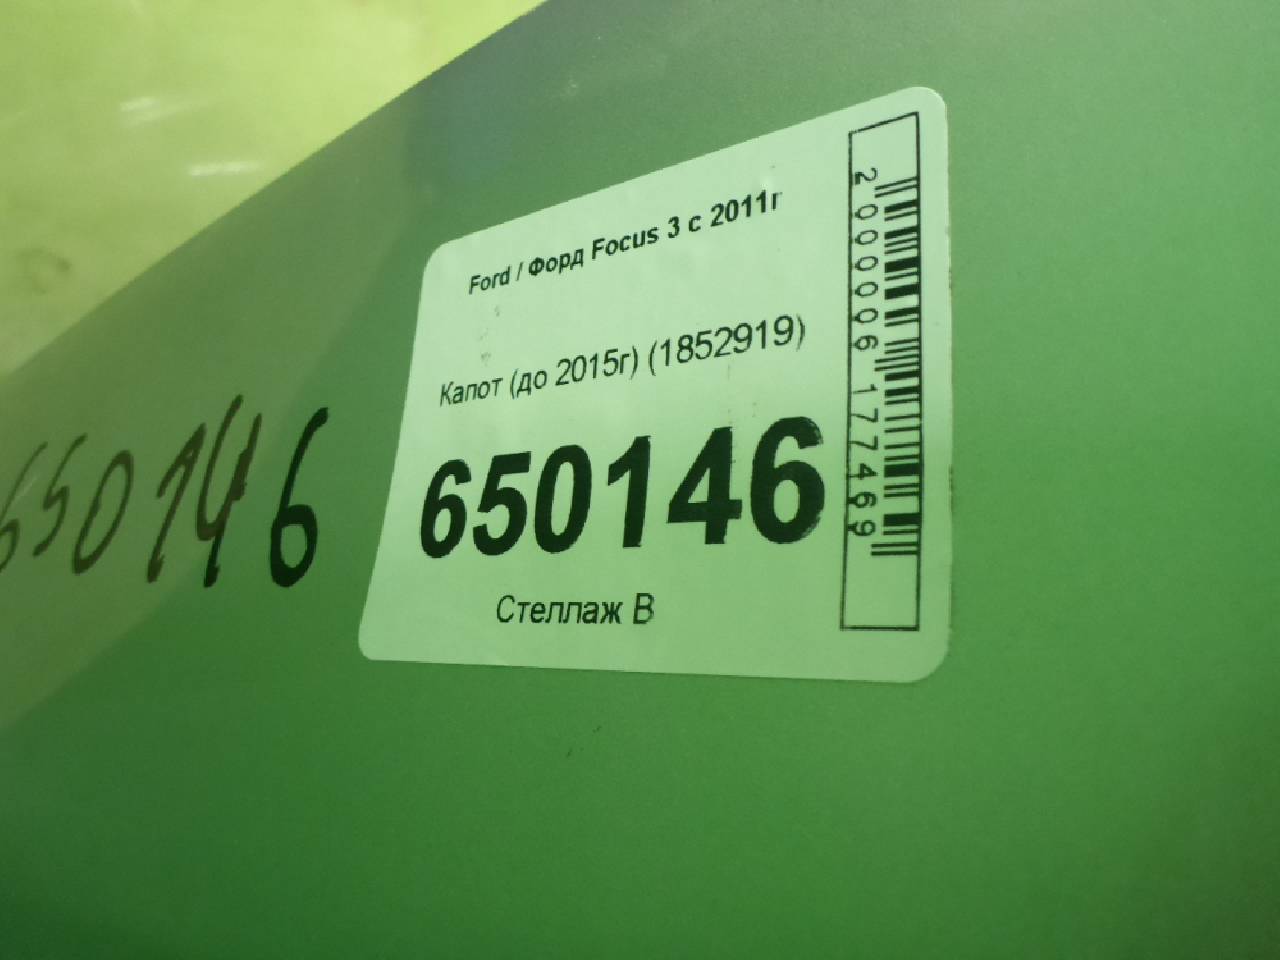 Ford / Форд Focus 3 с 2011г
Капот (до 2015г) (1852919)
650146
Стеллаж В
2000006177469
650146